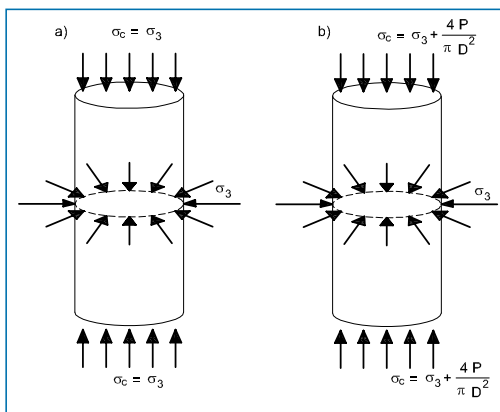 a) σc = σ3
b) σc = σ3 + 4 P / π D²
σ3
σ3
σc = σ3
σc = σ3 + 4 P / π D²